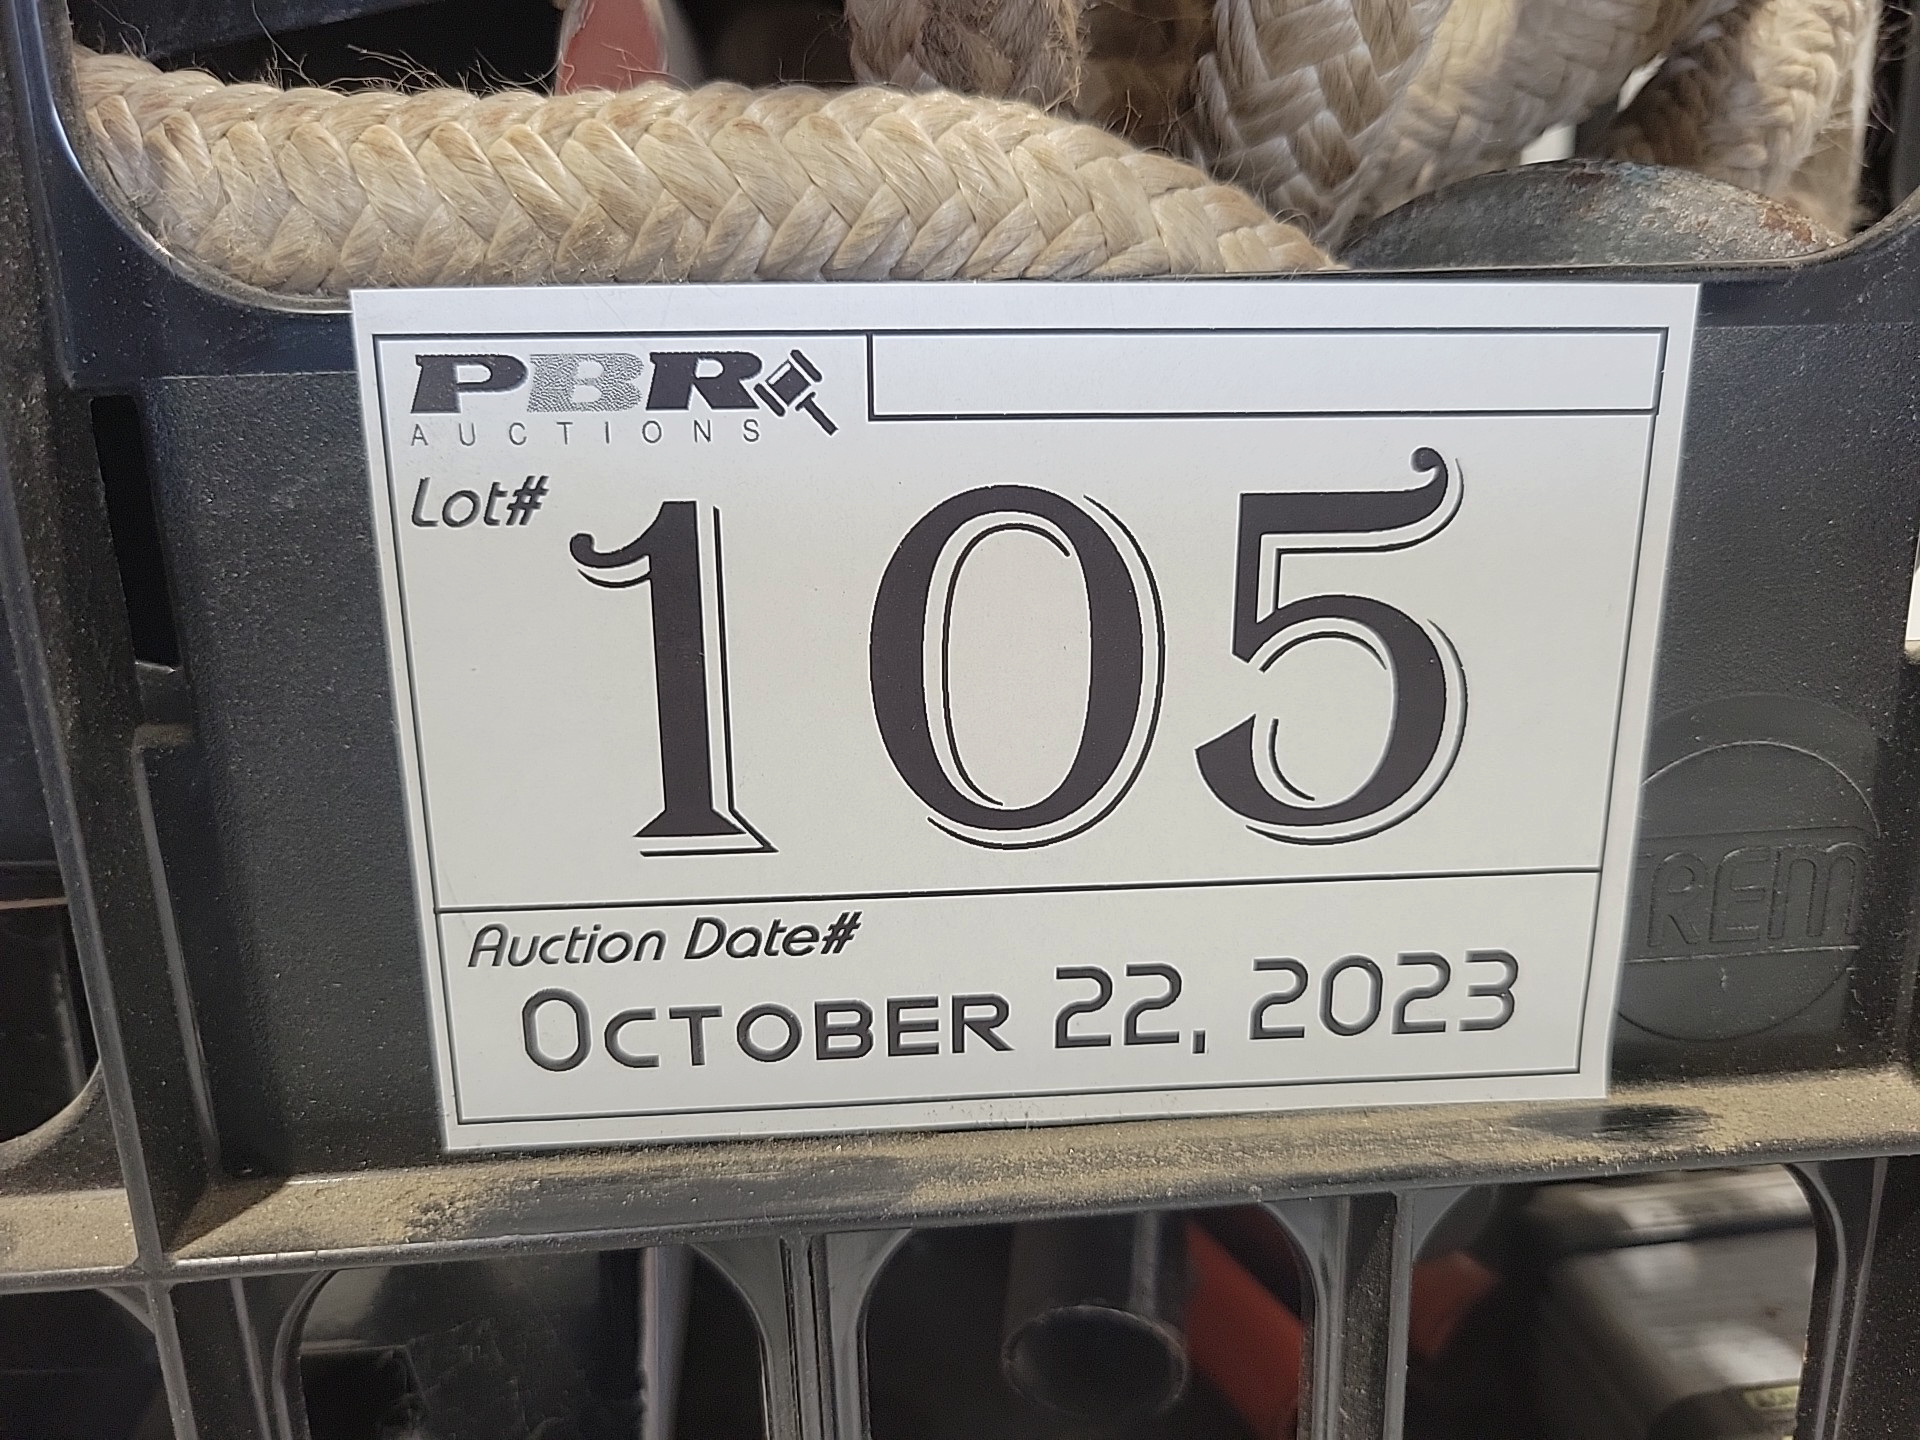 PBR
AUCTIONS
Lot#
105
Auction Date#
October 22, 2023